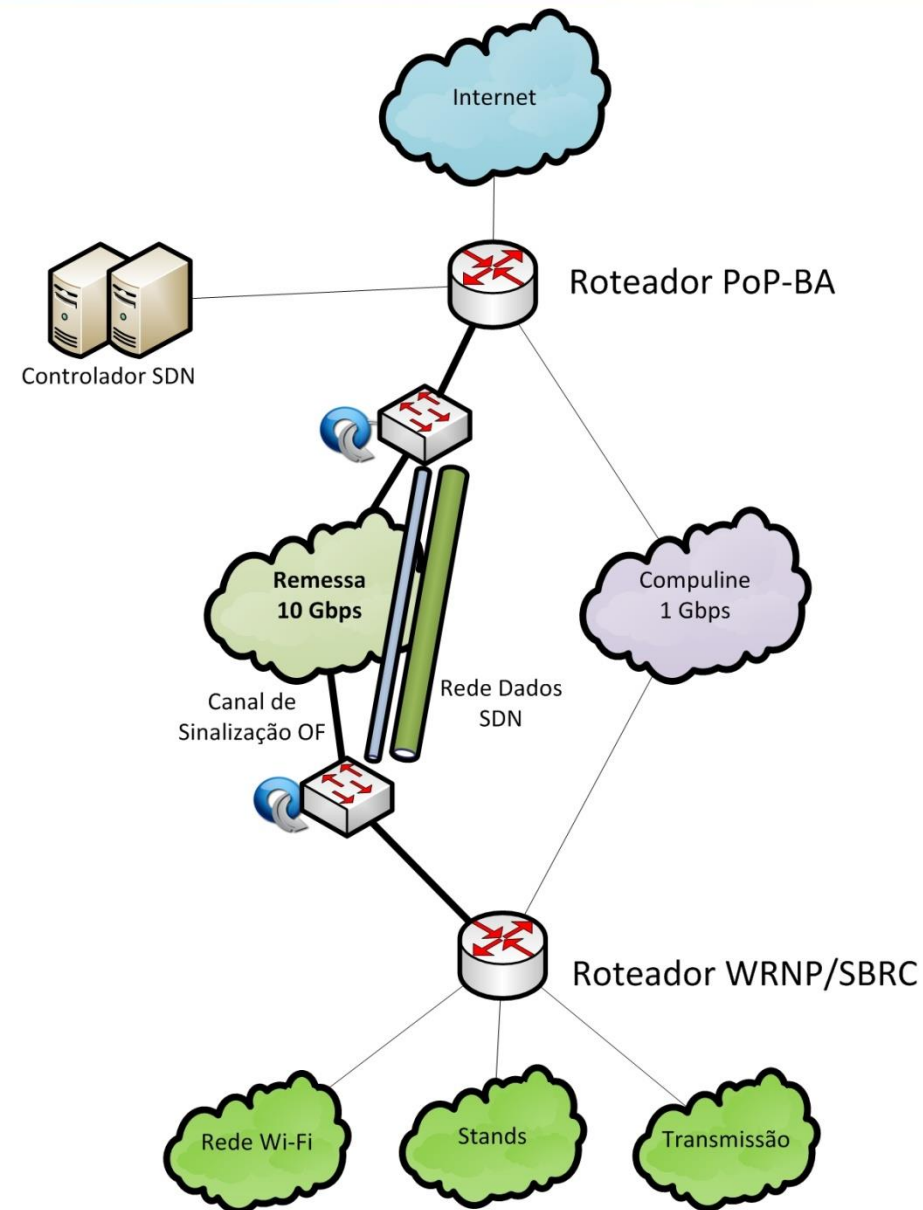 Internet
Roteador PoP-BA
Controlador SDN
Remessa
10 Gbps
Compuline
1 Gbps
Canal de
Sinalização OF
Rede Dados
SDN
Roteador WRNP/SBRC
Rede Wi-Fi
Stands
Transmissão